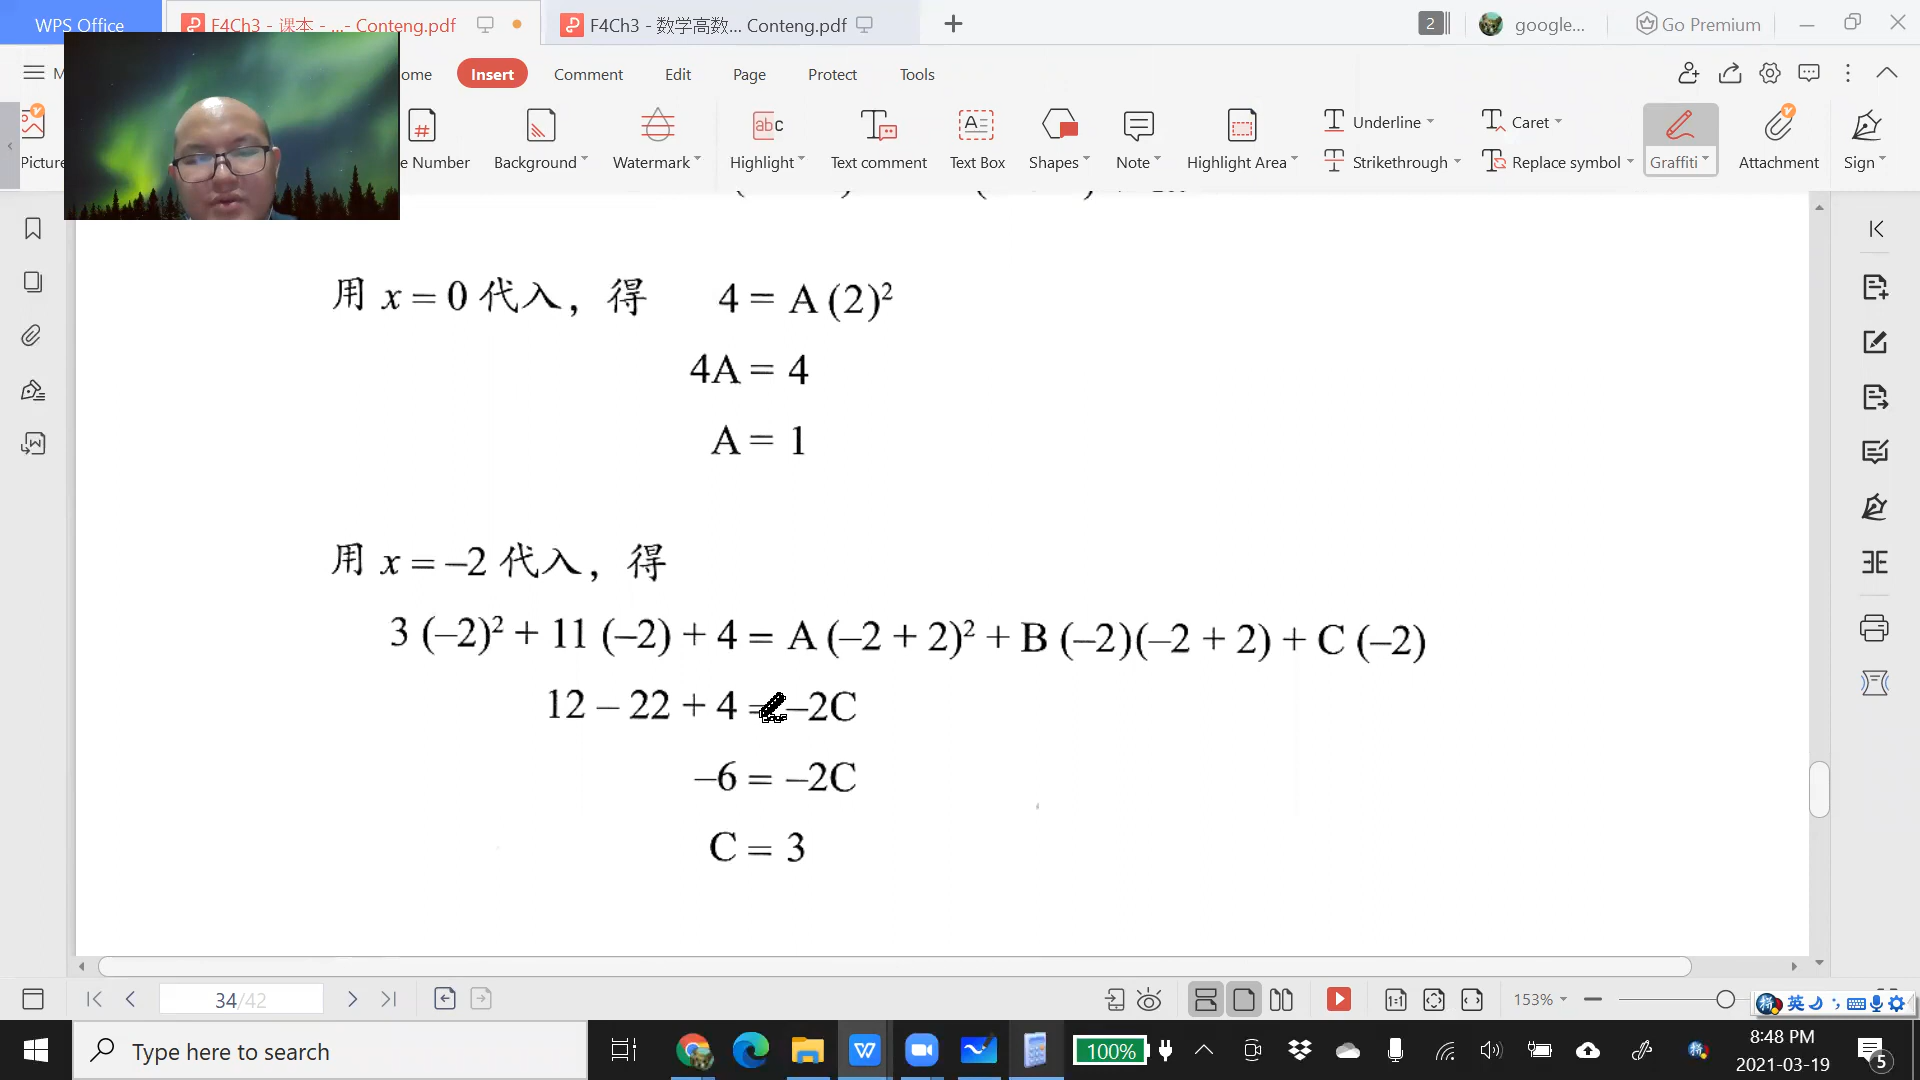 WPS Office
F4Ch3 - 课本 - ...- Conteng.pdf
F4Ch3 - 数学高数... Conteng.pdf
2
google...
Go Premium
Insert
Comment
Edit
Page
Protect
Tools
Picture
Background
Watermark
Highlight
Text comment
Text Box
Shapes
Note
Highlight Area
Underline
Strikethrough
Caret
Replace symbol
Graffiti
Attachment
Sign
用 x = 0 代入，得 4 = A (2)²
4A = 4
A = 1
用 x = –2 代入，得
3 (–2)² + 11 (–2) + 4 = A (–2 + 2)² + B (–2)(–2 + 2) + C (–2)
12 – 22 + 4 = –2C
–6 = –2C
C = 3
34/42
153%
英
Type here to search
100%
8:48 PM
2021-03-19
5